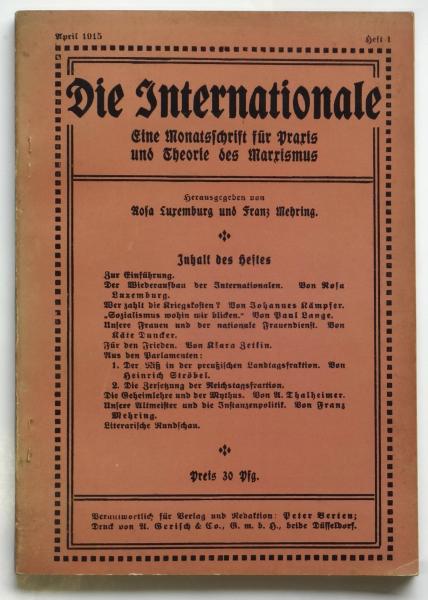 April 1915
Heft 1
Die Internationale
Eine Monatsschrift für Praxis
und Theorie des Marxismus
Herausgegeben von
Rosa Luxemburg und Franz Mehring.
Inhalt des Heftes
Zur Einführung.
Der Wiederaufbau der Internationalen. Von Rosa
Luxemburg.
Wer zahlt die Kriegskosten? Von Johannes Kämpfer.
„Sozialismus wohin wir blicken.“ Von Paul Lange.
Unsere Frauen und der nationale Frauendienst. Von
Käte Duncker.
Für den Frieden. Von Klara Zetkin.
Aus den Parlamenten:
1. Der Riß in der preußischen Landtagsfraktion. Von
Heinrich Ströbel.
2. Die Zersetzung der Reichstagsfraktion.
Die Geheimlehre und der Mythus. Von A. Thalheimer.
Unsere Altmeister und die Instanzenpolitik. Von Franz
Mehring.
Literarische Rundschau.
Preis 30 Pfg.
Verantwortlich für Verlag und Redaktion: Peter Berten;
Druck von A. Gerisch & Co., G. m. b. H., beide Düsseldorf.